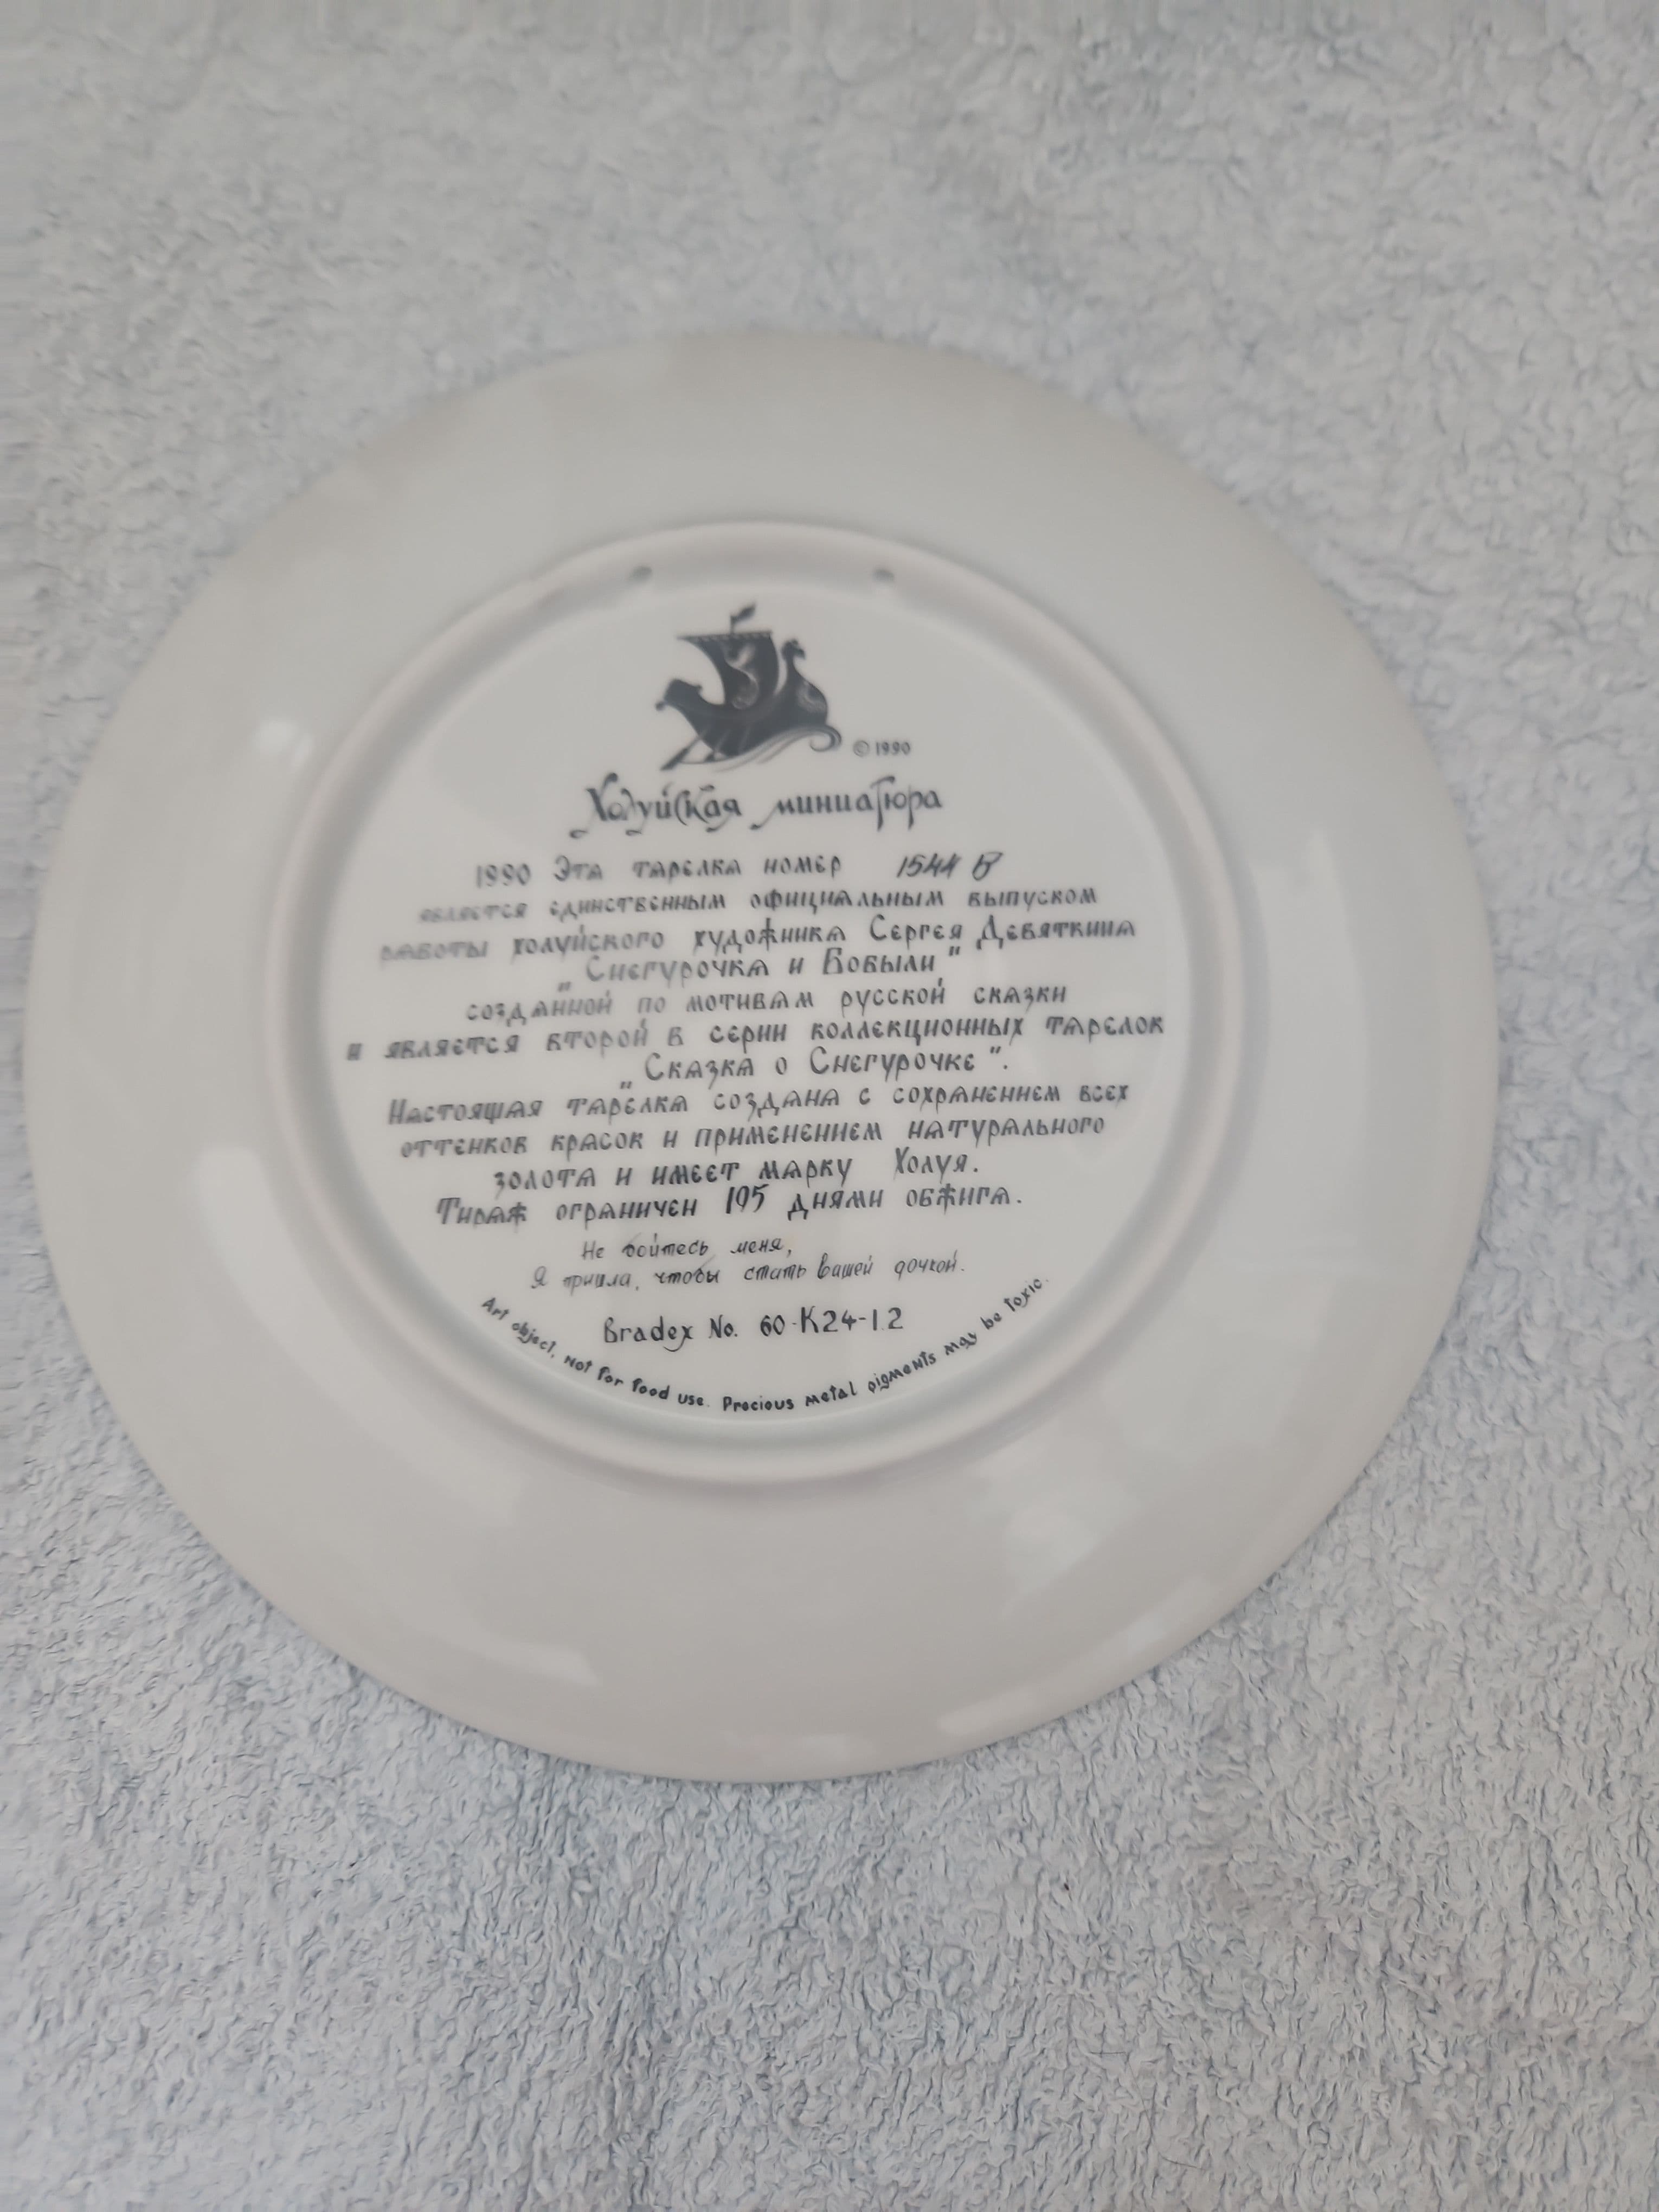 © 1990
Холуйская миниатюра
1990 Эта тарелка номер 1544 B
является единственным официальным выпуском
работы холуйского художника Сергея Девяткина
„Снегурочка и Бобыли"
созданной по мотивам русской сказки
и является второй в серии коллекционных тарелок
„Сказка о Снегурочке".
Настоящая тарелка создана с сохранением всех
оттенков красок и применением натурального
золота и имеет марку Холуя.
Тираж ограничен 195 днями обжига.
Не бойтесь меня,
Я пришла, чтобы стать вашей дочкой.
Bradex No. 60-K24-1.2
Art object, not for food use. Precious metal pigments may be toxic.